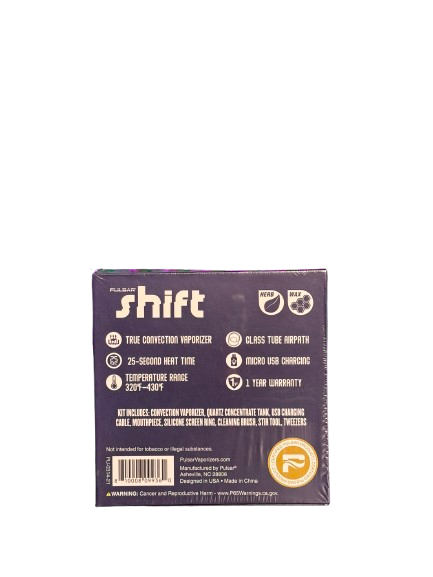 PULSAR
shift
HERB WAX
TRUE CONVECTION VAPORIZER
GLASS TUBE AIRPATH
25-SECOND HEAT TIME
MICRO USB CHARGING
TEMPERATURE RANGE
320°F–430°F
1 YEAR WARRANTY
KIT INCLUDES: CONVECTION VAPORIZER, QUARTZ CONCENTRATE TANK, USB CHARGING
CABLE, MOUTHPIECE, SILICONE SCREEN RING, CLEANING BRUSH, STIR TOOL, TWEEZERS
Not intended for tobacco or illegal substances.
PulsarVaporizers.com
Manufactured by Pulsar®
Asheville, NC 28806
Designed in USA • Made in China
WARNING: Cancer and Reproductive Harm - www.P65Warnings.ca.gov.